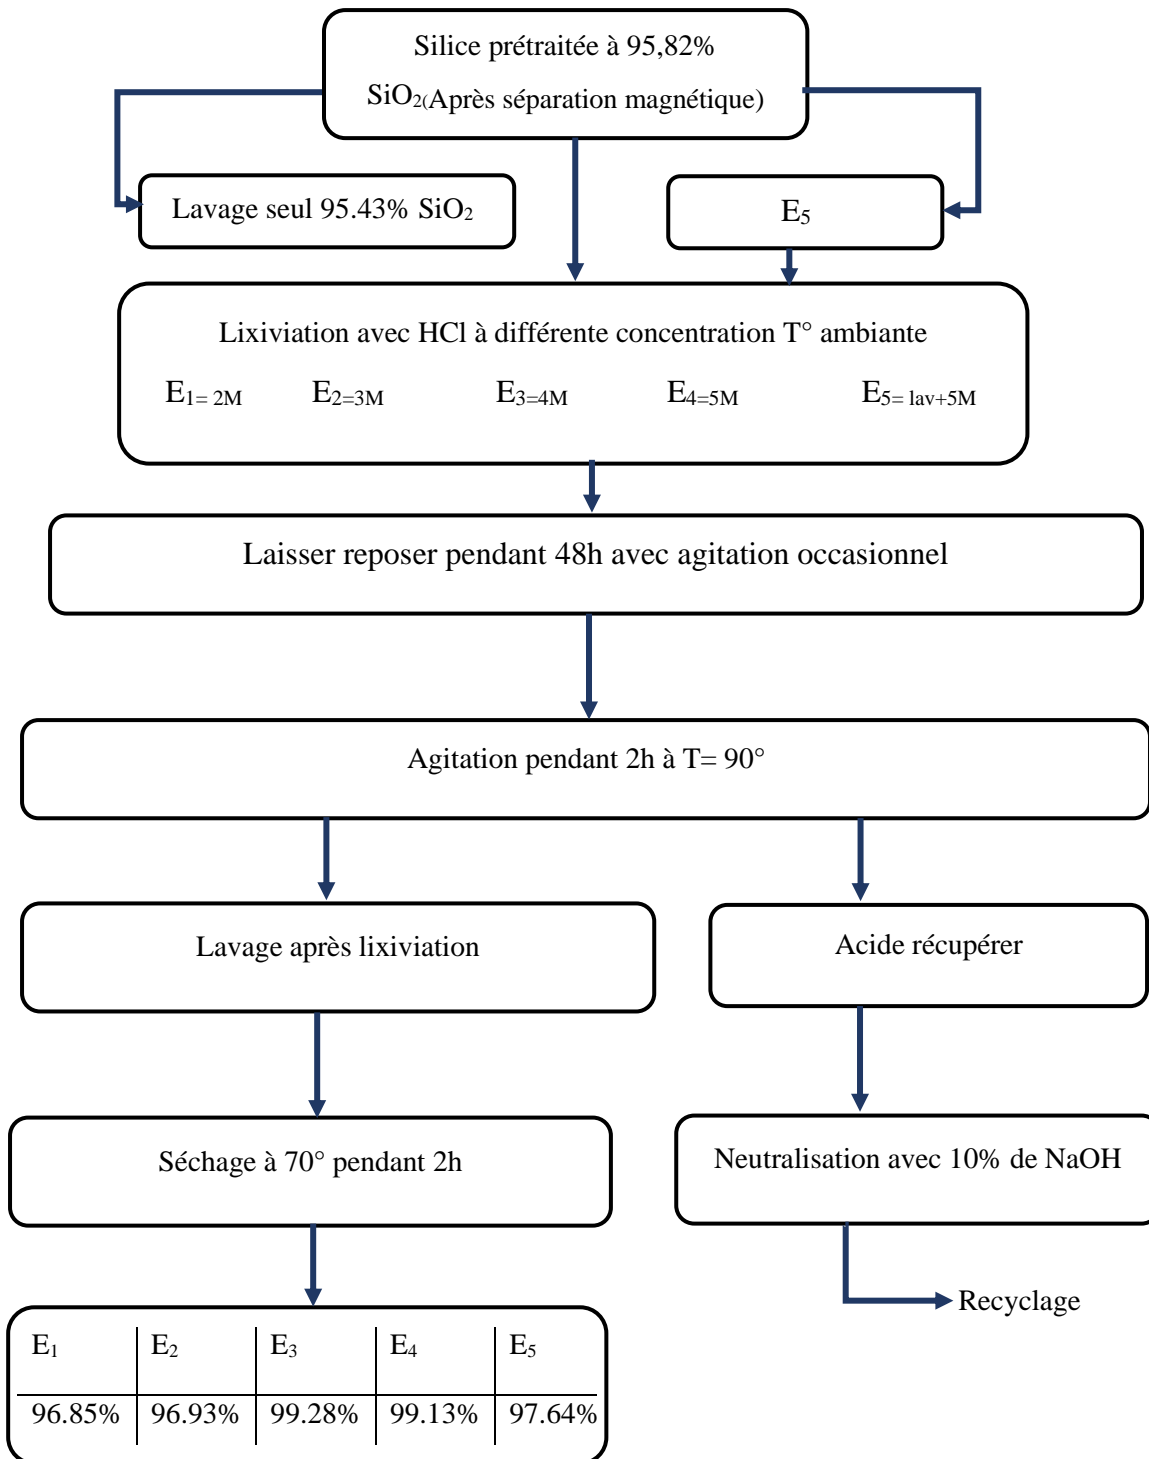 Silice prétraitée à 95,82%
SiO₂(Après séparation magnétique)
Lavage seul 95.43% SiO₂
E₅
Lixiviation avec HCl à différente concentration T° ambiante
E₁= 2M E₂=3M E₃=4M E₄=5M E₅= lav+5M
Laisser reposer pendant 48h avec agitation occasionnel
Agitation pendant 2h à T= 90°
Lavage après lixiviation
Acide récupérer
Séchage à 70° pendant 2h
Neutralisation avec 10% de NaOH
Recyclage
E₁ E₂ E₃ E₄ E₅
96.85% 96.93% 99.28% 99.13% 97.64%